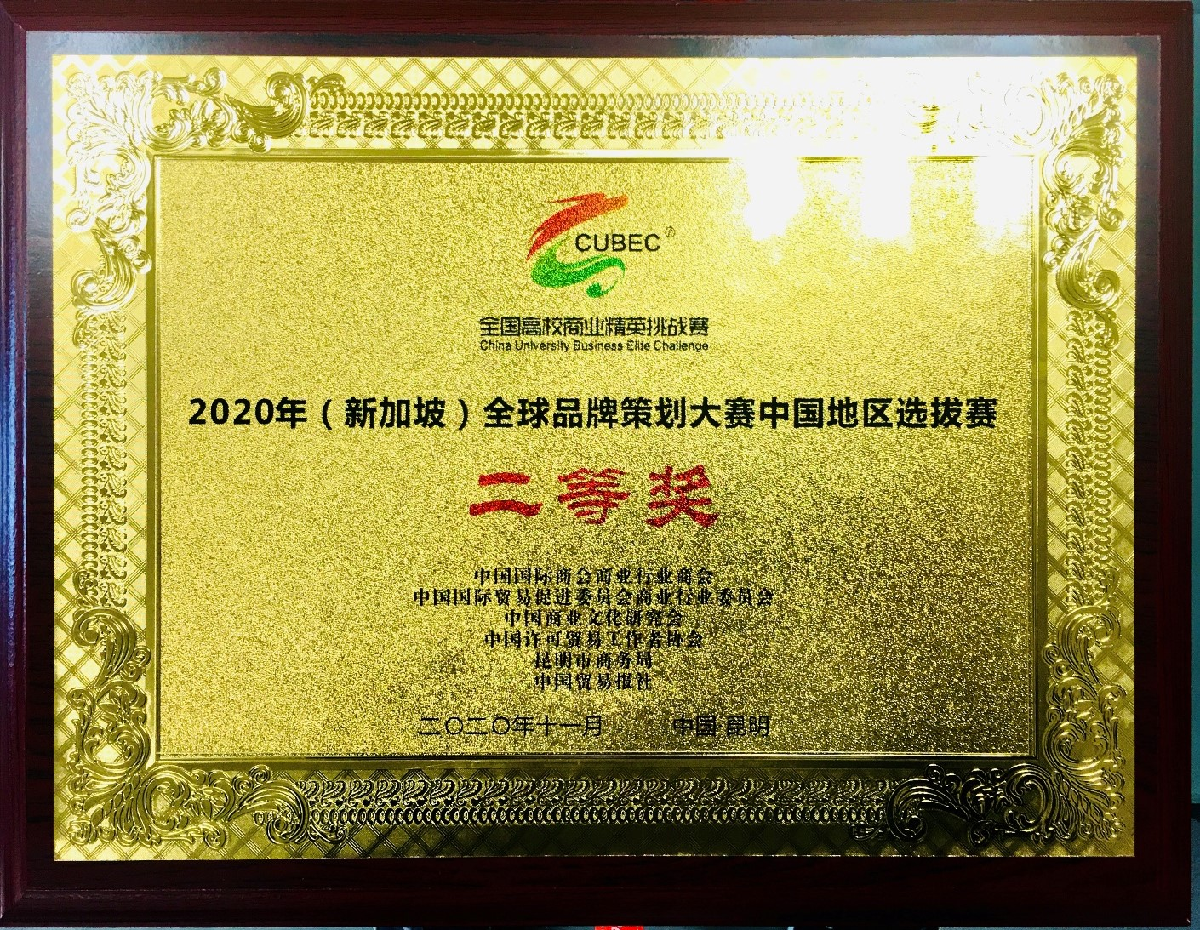 CUBEC®
全国高校商业精英挑战赛
China University Business Elite Challenge
2020年（新加坡）全球品牌策划大赛中国地区选拔赛
二等奖
中国国际商会商业行业商会
中国国际贸易促进委员会商业行业委员会
中国商业文化研究会
中国许可贸易工作者协会
昆明市商务局
中国贸易报社
二〇二〇年十一月 中国 昆明